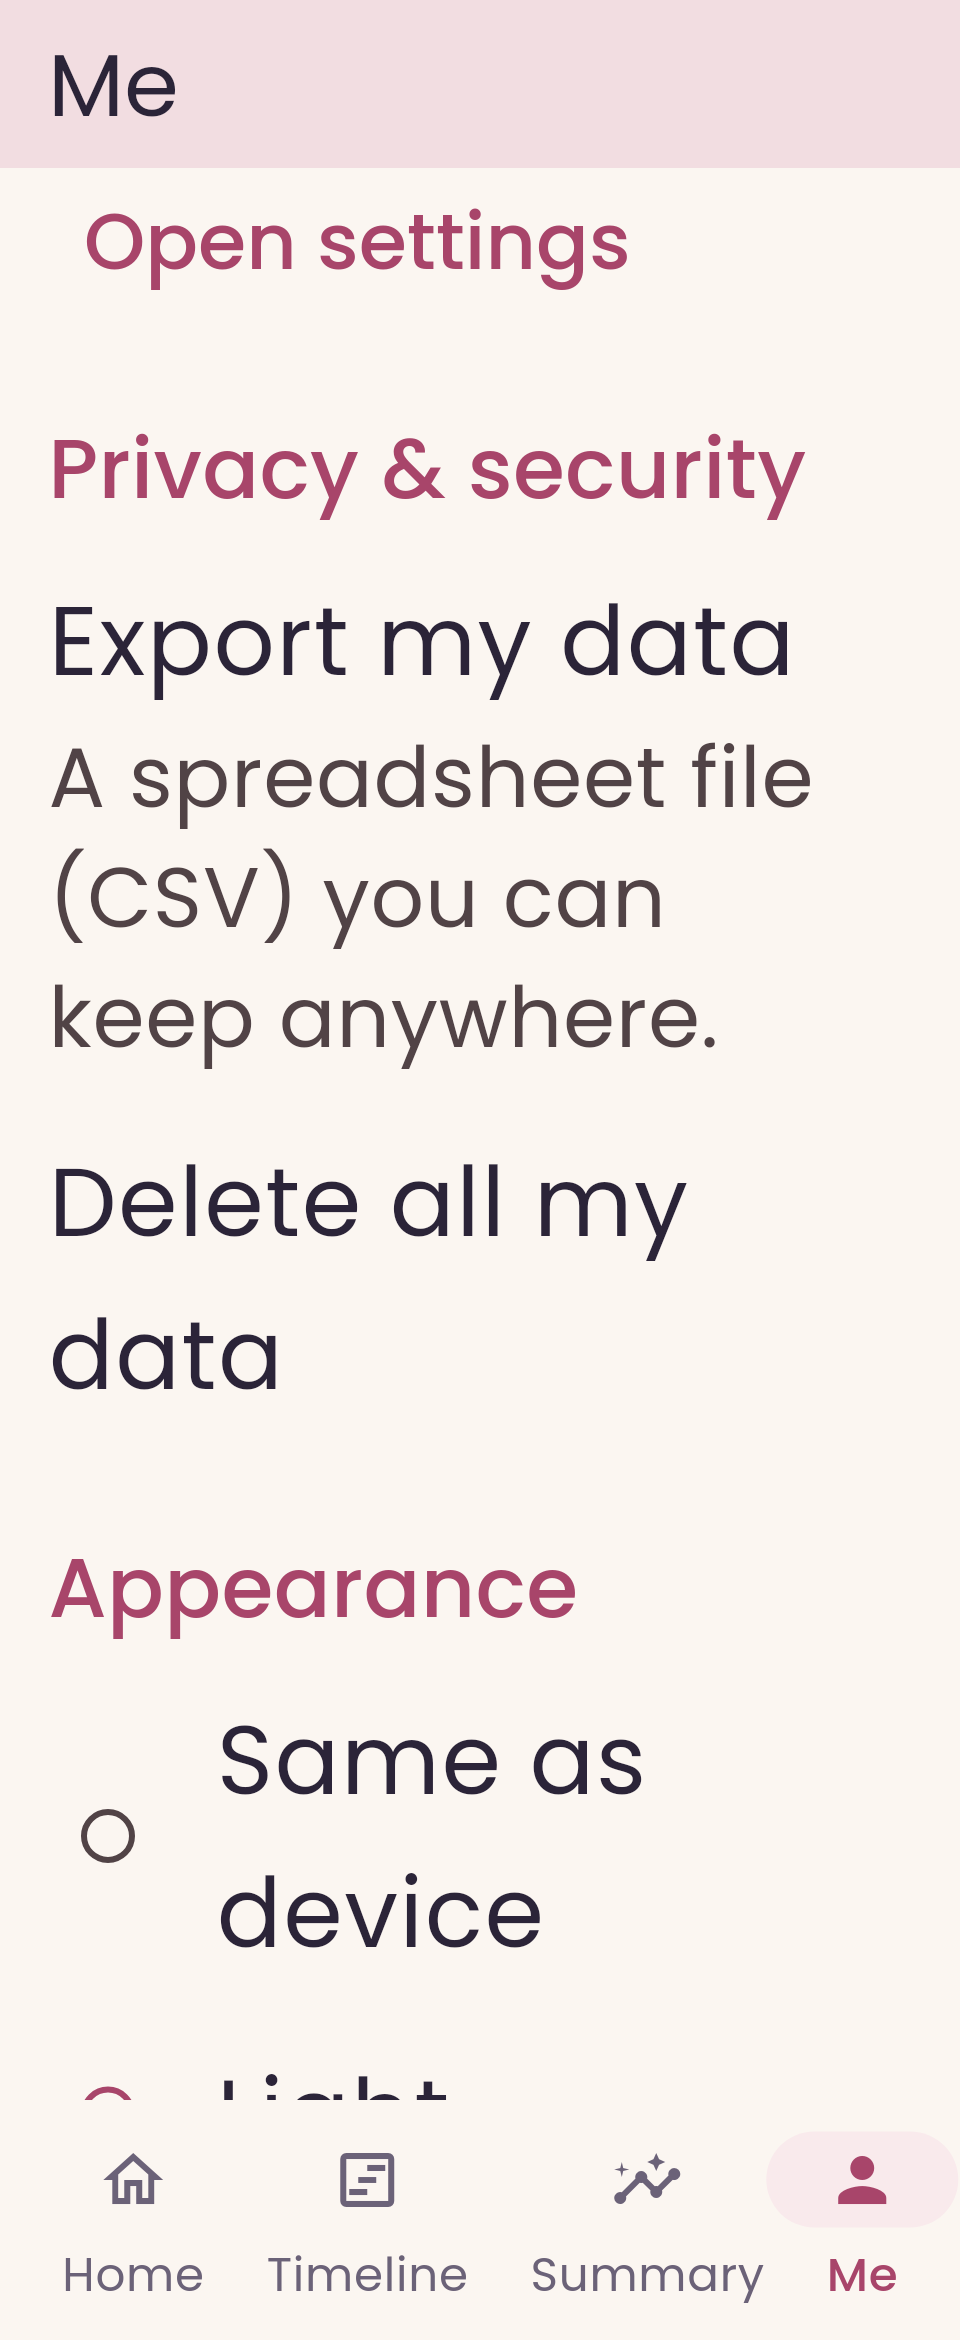 Me
Open settings
Privacy & security
Export my data
A spreadsheet file
(CSV) you can
keep anywhere.
Delete all my
data
Appearance
Same as
device
Light
Home
Timeline
Summary
Me